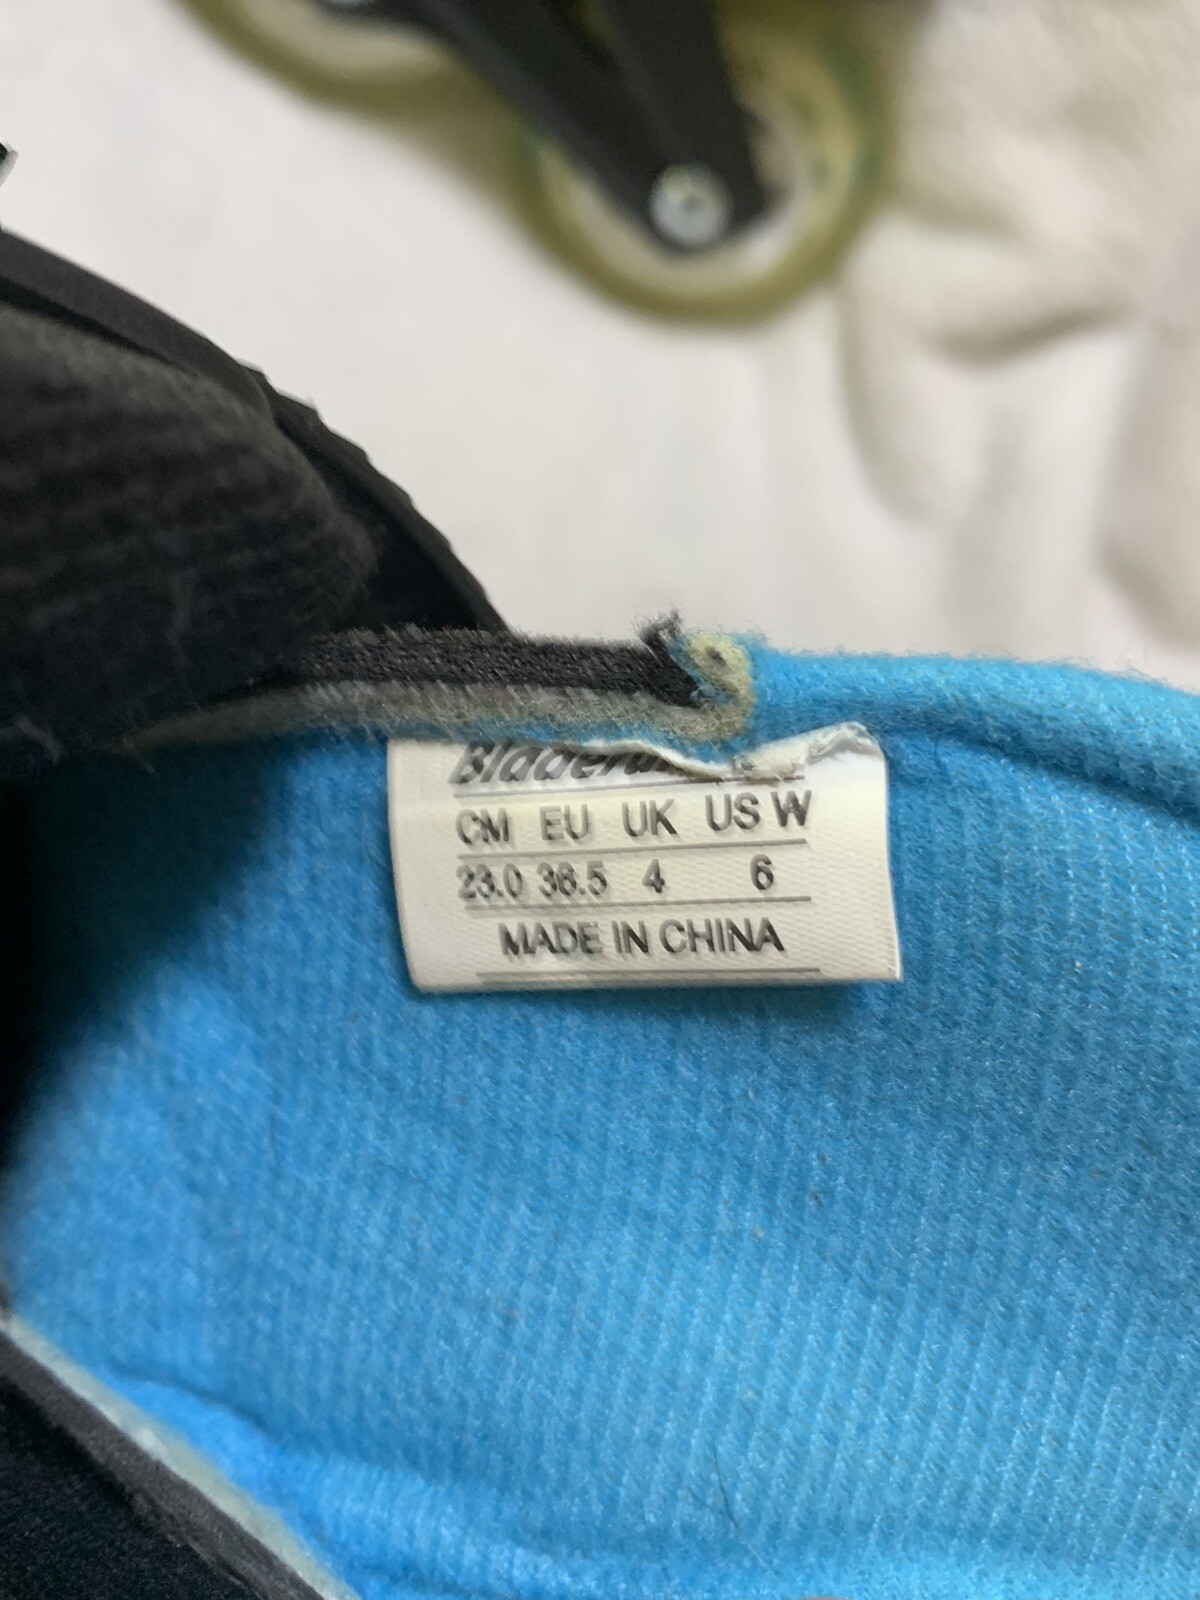 CM EU UK US W
23.0 36.5 4 6
MADE IN CHINA